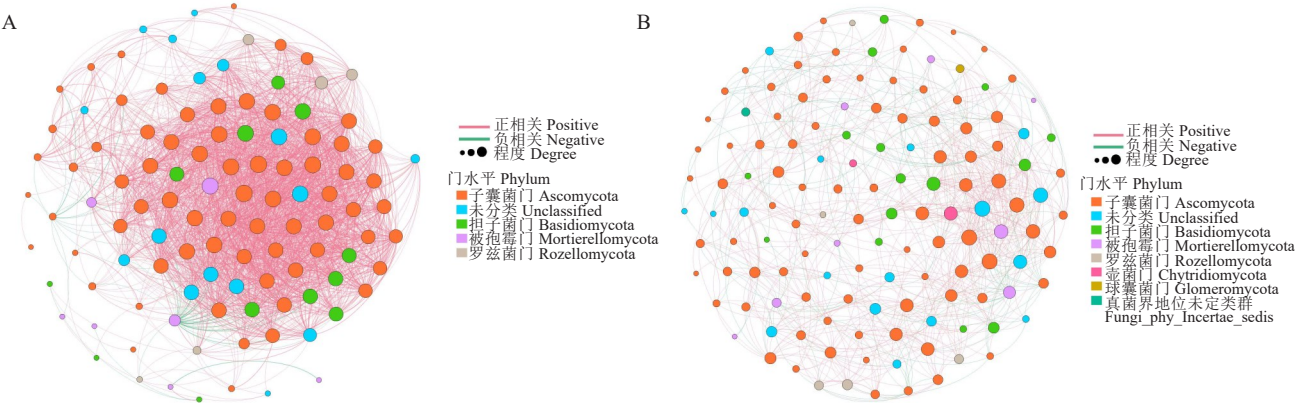 A
正相关 Positive
负相关 Negative
程度 Degree
门水平 Phylum
子囊菌门 Ascomycota
未分类 Unclassified
担子菌门 Basidiomycota
被孢霉门 Mortierellomycota
罗兹菌门 Rozellomycota
B
正相关 Positive
负相关 Negative
程度 Degree
门水平 Phylum
子囊菌门 Ascomycota
未分类 Unclassified
担子菌门 Basidiomycota
被孢霉门 Mortierellomycota
罗兹菌门 Rozellomycota
壶菌门 Chytridiomycota
球囊菌门 Glomeromycota
真菌界地位未定类群
Fungi_phy_Incertae_sedis